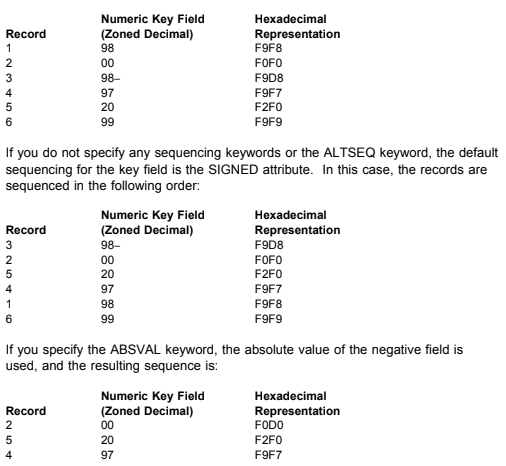 Numeric Key Field Hexadecimal
Record (Zoned Decimal) Representation
1 98 F9F8
2 00 F0F0
3 98– F9D8
4 97 F9F7
5 20 F2F0
6 99 F9F9
If you do not specify any sequencing keywords or the ALTSEQ keyword, the default
sequencing for the key field is the SIGNED attribute. In this case, the records are
sequenced in the following order:
Numeric Key Field Hexadecimal
Record (Zoned Decimal) Representation
3 98– F9D8
2 00 F0F0
5 20 F2F0
4 97 F9F7
1 98 F9F8
6 99 F9F9
If you specify the ABSVAL keyword, the absolute value of the negative field is
used, and the resulting sequence is:
Numeric Key Field Hexadecimal
Record (Zoned Decimal) Representation
2 00 F0D0
5 20 F2F0
4 97 F9F7